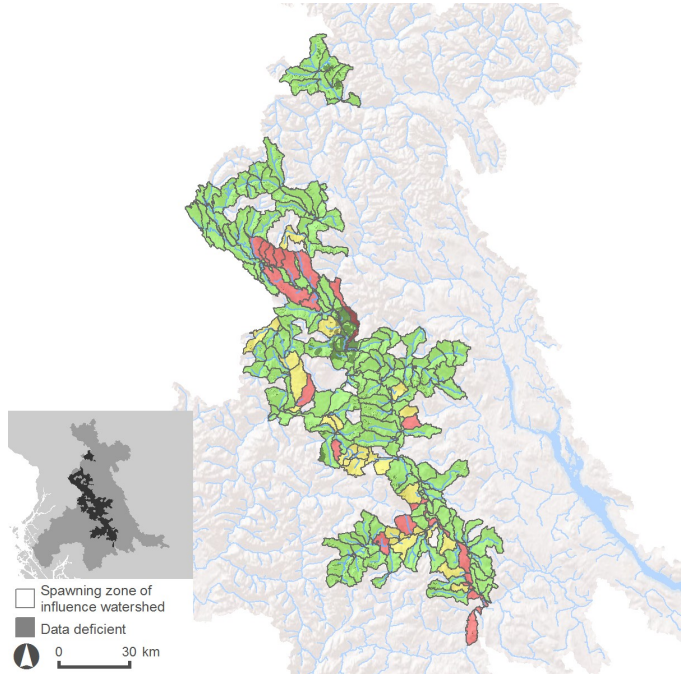 Spawning zone of
influence watershed
Data deficient
0 30 km